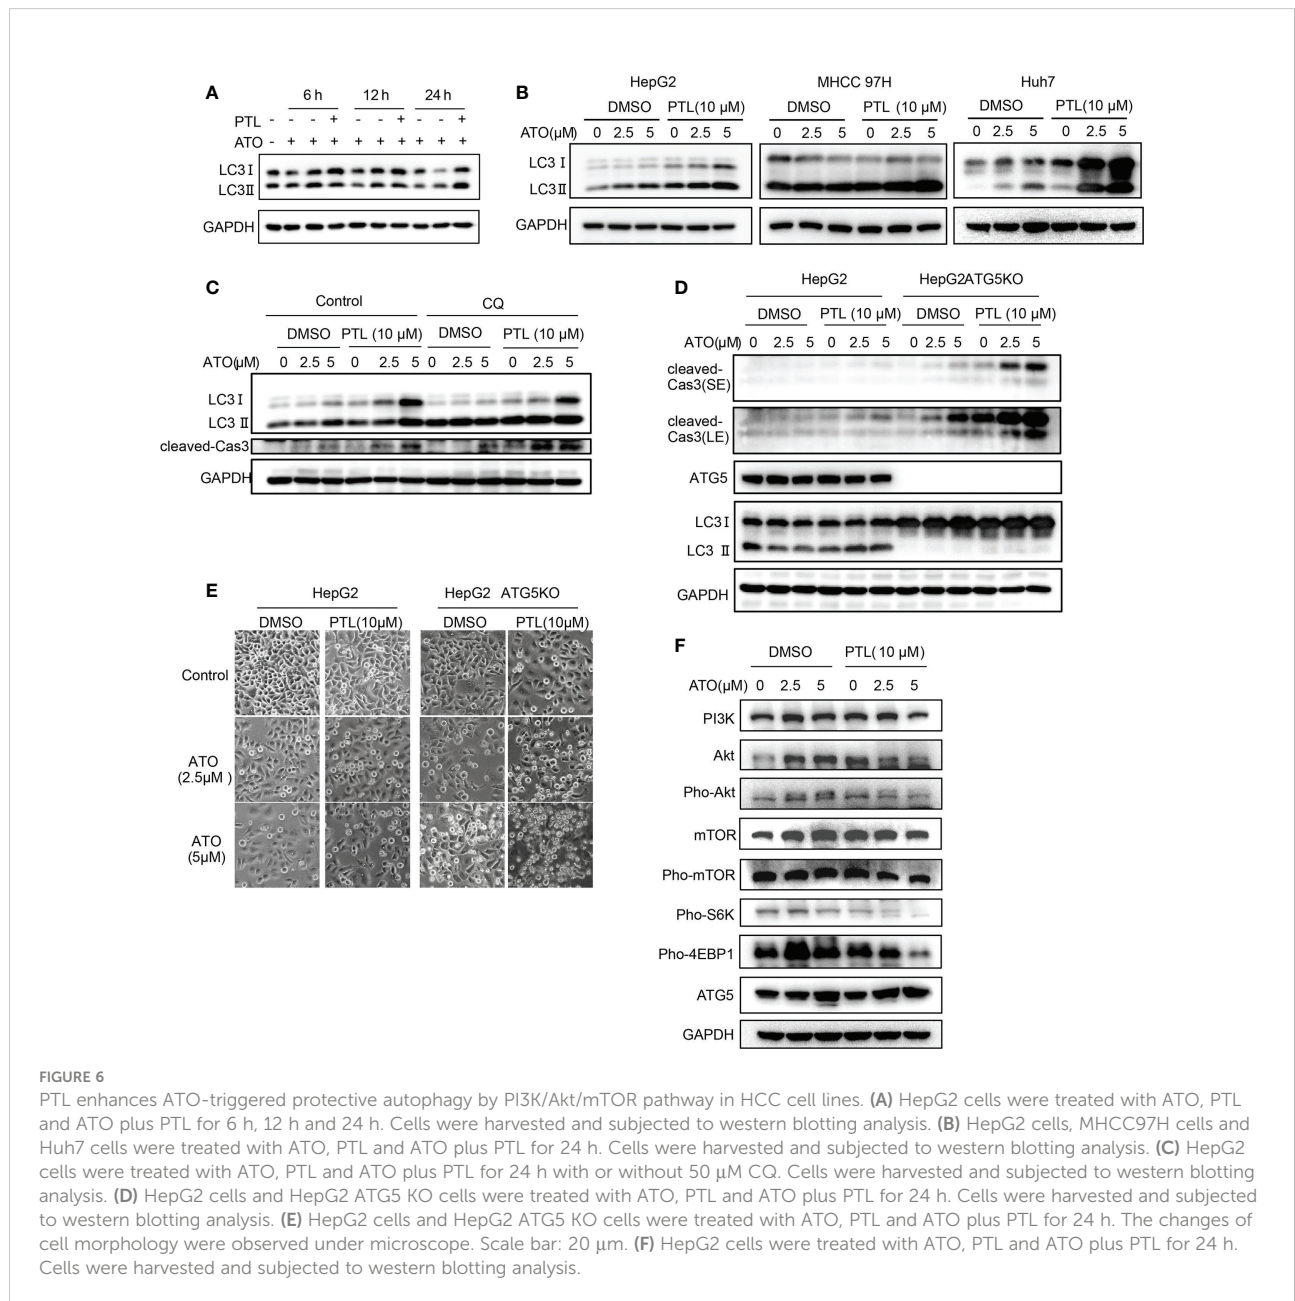 A
6 h 12 h 24 h
PTL - - + - - + - - +
ATO - + + + + + + + + +
LC3 I
LC3 II
GAPDH
B
HepG2 MHCC 97H Huh7
DMSO PTL(10 μM) DMSO PTL (10 μM) DMSO PTL(10 μM)
ATO(μM) 0 2.5 5 0 2.5 5 0 2.5 5 0 2.5 5 0 2.5 5 0 2.5 5
LC3 I
LC3 II
GAPDH
C
Control CQ
DMSO PTL (10 μM) DMSO PTL (10 μM)
ATO(μM) 0 2.5 5 0 2.5 5 0 2.5 5 0 2.5 5
LC3 I
LC3 II
cleaved-Cas3
GAPDH
D
HepG2 HepG2ATG5KO
DMSO PTL (10 μM) DMSO PTL (10 μM)
ATO(μM) 0 2.5 5 0 2.5 5 0 2.5 5 0 2.5 5
cleaved-
Cas3(SE)
cleaved-
Cas3(LE)
ATG5
LC3 I
LC3 II
GAPDH
E
HepG2 HepG2 ATG5KO
DMSO PTL(10μM) DMSO PTL(10μM)
Control
ATO
(2.5μM )
ATO
(5μM)
F
DMSO PTL( 10 μM)
ATO(μM) 0 2.5 5 0 2.5 5
PI3K
Akt
Pho-Akt
mTOR
Pho-mTOR
Pho-S6K
Pho-4EBP1
ATG5
GAPDH
FIGURE 6
PTL enhances ATO-triggered protective autophagy by PI3K/Akt/mTOR pathway in HCC cell lines. (A) HepG2 cells were treated with ATO, PTL
and ATO plus PTL for 6 h, 12 h and 24 h. Cells were harvested and subjected to western blotting analysis. (B) HepG2 cells, MHCC97H cells and
Huh7 cells were treated with ATO, PTL and ATO plus PTL for 24 h. Cells were harvested and subjected to western blotting analysis. (C) HepG2
cells were treated with ATO, PTL and ATO plus PTL for 24 h with or without 50 μM CQ. Cells were harvested and subjected to western blotting
analysis. (D) HepG2 cells and HepG2 ATG5 KO cells were treated with ATO, PTL and ATO plus PTL for 24 h. Cells were harvested and subjected
to western blotting analysis. (E) HepG2 cells and HepG2 ATG5 KO cells were treated with ATO, PTL and ATO plus PTL for 24 h. The changes of
cell morphology were observed under microscope. Scale bar: 20 μm. (F) HepG2 cells were treated with ATO, PTL and ATO plus PTL for 24 h.
Cells were harvested and subjected to western blotting analysis.